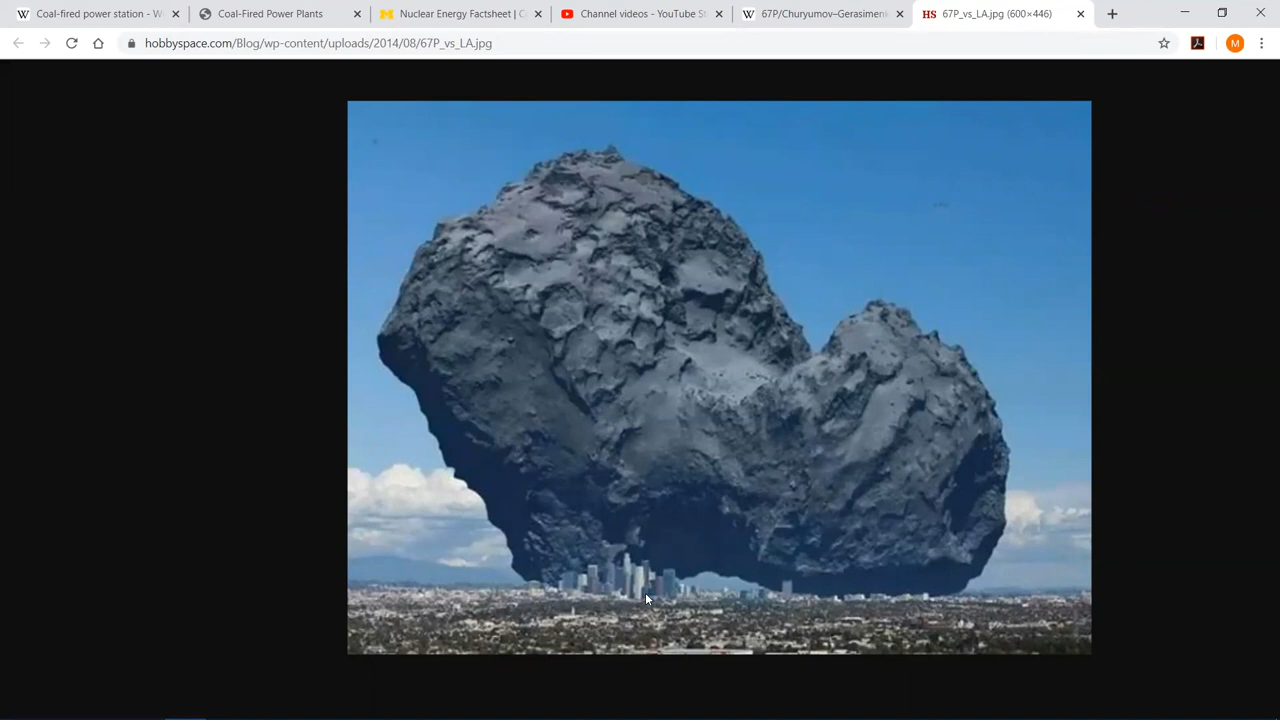 Coal-fired power station - W
Coal-Fired Power Plants
Nuclear Energy Factsheet | C
Channel videos - YouTube St
67P/Churyumov–Gerasimenk
HS 67P_vs_LA.jpg (600×446)
hobbyspace.com/Blog/wp-content/uploads/2014/08/67P_vs_LA.jpg
M